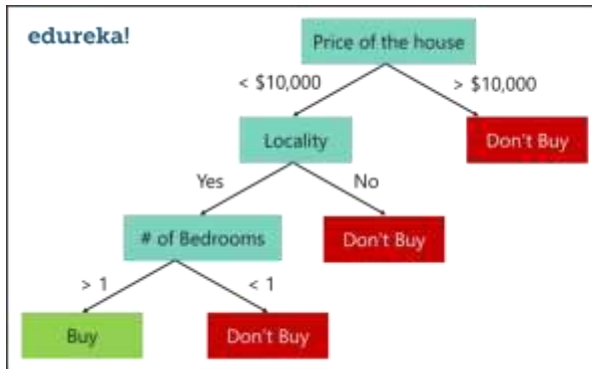 edureka!
Price of the house
< $10,000
> $10,000
Locality
Don't Buy
Yes
No
# of Bedrooms
Don't Buy
> 1
< 1
Buy
Don't Buy